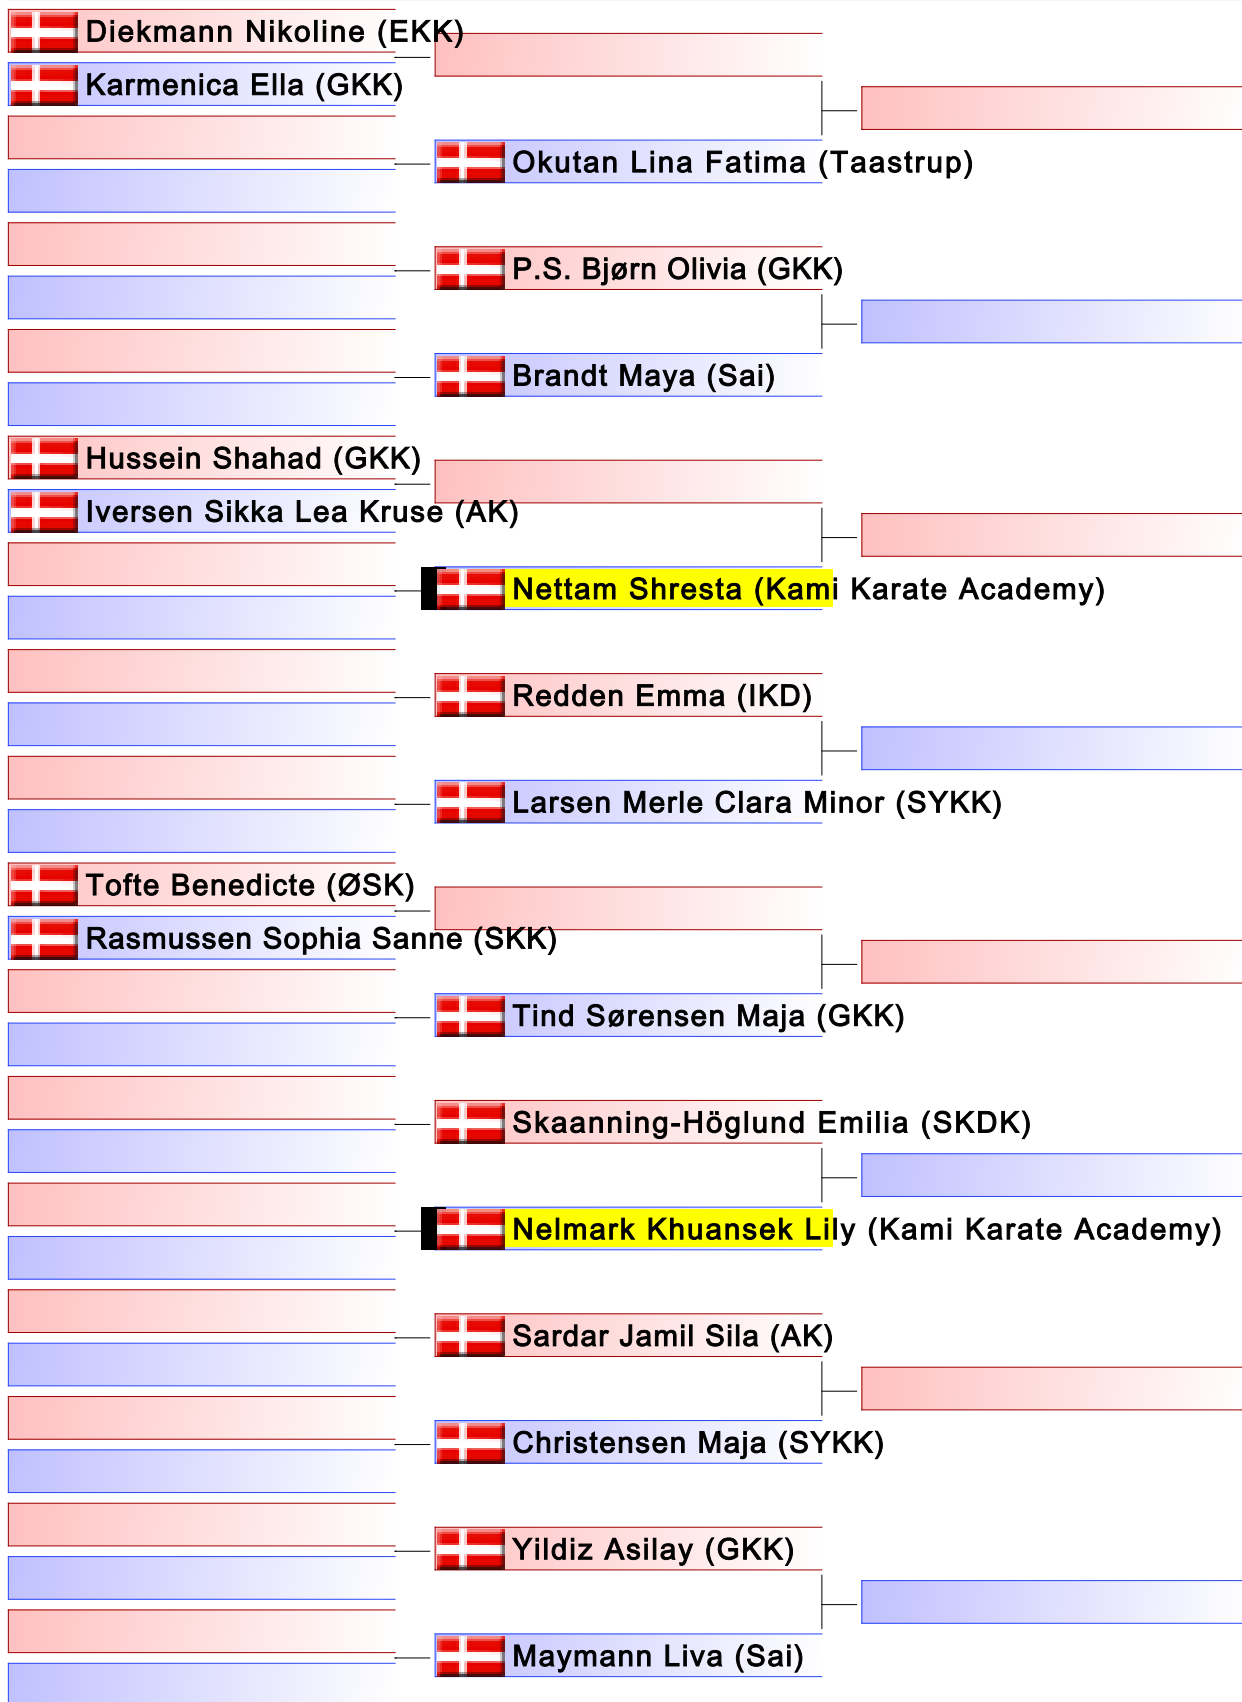 Diekmann Nikoline (EKK)
Karmenica Ella (GKK)
Okutan Lina Fatima (Taastrup)
P.S. Bjørn Olivia (GKK)
Brandt Maya (Sai)
Hussein Shahad (GKK)
Iversen Sikka Lea Kruse (AK)
Nettam Shresta (Kami Karate Academy)
Redden Emma (IKD)
Larsen Merle Clara Minor (SYKK)
Tofte Benedicte (ØSK)
Rasmussen Sophia Sanne (SKK)
Tind Sørensen Maja (GKK)
Skaanning-Höglund Emilia (SKDK)
Nelmark Khuansek Lily (Kami Karate Academy)
Sardar Jamil Sila (AK)
Christensen Maja (SYKK)
Yildiz Asilay (GKK)
Maymann Liva (Sai)